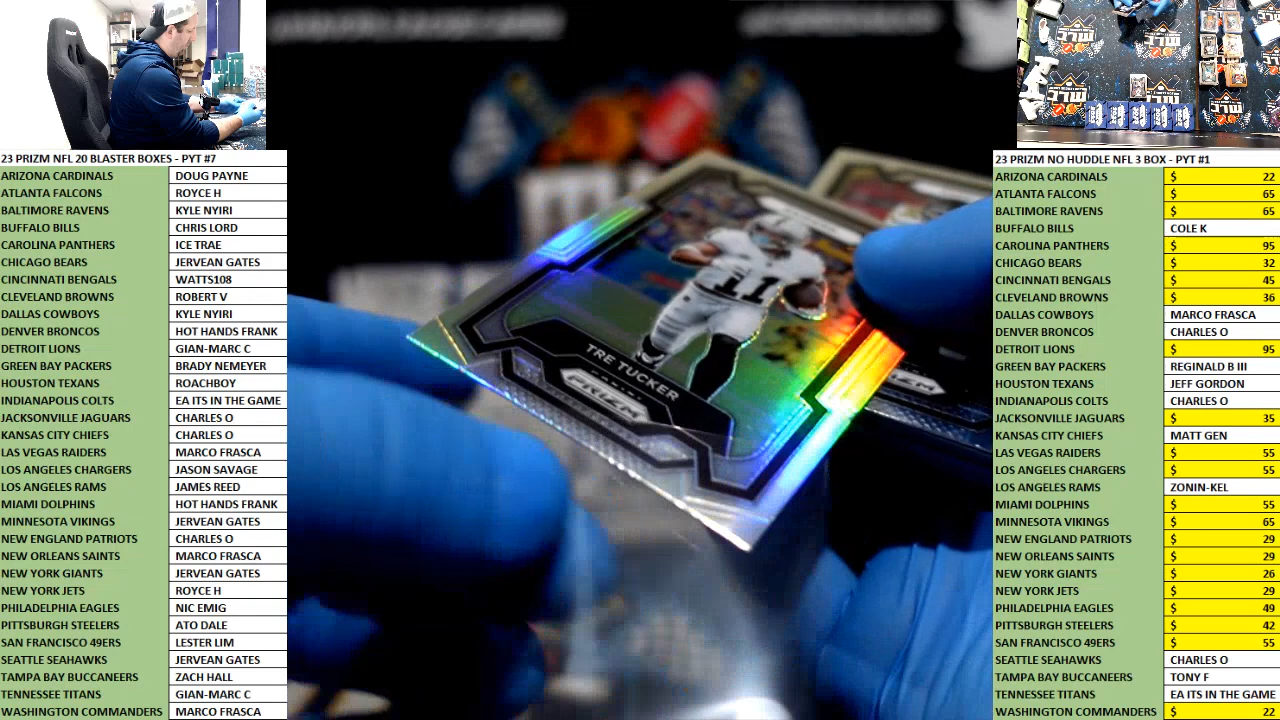 23 PRIZM NFL 20 BLASTER BOXES - PYT #7
ARIZONA CARDINALS DOUG PAYNE
ATLANTA FALCONS ROYCE H
BALTIMORE RAVENS KYLE NYIRI
BUFFALO BILLS CHRIS LORD
CAROLINA PANTHERS ICE TRAE
CHICAGO BEARS JERVEAN GATES
CINCINNATI BENGALS WATTS108
CLEVELAND BROWNS ROBERT V
DALLAS COWBOYS KYLE NYIRI
DENVER BRONCOS HOT HANDS FRANK
DETROIT LIONS GIAN-MARC C
GREEN BAY PACKERS BRADY NEMEYER
HOUSTON TEXANS ROACHBOY
INDIANAPOLIS COLTS EA ITS IN THE GAME
JACKSONVILLE JAGUARS CHARLES O
KANSAS CITY CHIEFS CHARLES O
LAS VEGAS RAIDERS MARCO FRASCA
LOS ANGELES CHARGERS JASON SAVAGE
LOS ANGELES RAMS JAMES REED
MIAMI DOLPHINS HOT HANDS FRANK
MINNESOTA VIKINGS JERVEAN GATES
NEW ENGLAND PATRIOTS CHARLES O
NEW ORLEANS SAINTS MARCO FRASCA
NEW YORK GIANTS JERVEAN GATES
NEW YORK JETS ROYCE H
PHILADELPHIA EAGLES NIC EMIG
PITTSBURGH STEELERS ATO DALE
SAN FRANCISCO 49ERS LESTER LIM
SEATTLE SEAHAWKS JERVEAN GATES
TAMPA BAY BUCCANEERS ZACH HALL
TENNESSEE TITANS GIAN-MARC C
WASHINGTON COMMANDERS MARCO FRASCA
11
TRE TUCKER
PANINI
PRIZM
23 PRIZM NO HUDDLE NFL 3 BOX - PYT #1
ARIZONA CARDINALS $ 22
ATLANTA FALCONS $ 65
BALTIMORE RAVENS $ 65
BUFFALO BILLS COLE K
CAROLINA PANTHERS $ 95
CHICAGO BEARS $ 32
CINCINNATI BENGALS $ 45
CLEVELAND BROWNS $ 36
DALLAS COWBOYS MARCO FRASCA
DENVER BRONCOS CHARLES O
DETROIT LIONS $ 95
GREEN BAY PACKERS REGINALD B III
HOUSTON TEXANS JEFF GORDON
INDIANAPOLIS COLTS CHARLES O
JACKSONVILLE JAGUARS $ 35
KANSAS CITY CHIEFS MATT GEN
LAS VEGAS RAIDERS $ 55
LOS ANGELES CHARGERS $ 55
LOS ANGELES RAMS ZONIN-KEL
MIAMI DOLPHINS $ 55
MINNESOTA VIKINGS $ 65
NEW ENGLAND PATRIOTS $ 29
NEW ORLEANS SAINTS $ 29
NEW YORK GIANTS $ 26
NEW YORK JETS $ 29
PHILADELPHIA EAGLES $ 49
PITTSBURGH STEELERS $ 42
SAN FRANCISCO 49ERS $ 55
SEATTLE SEAHAWKS CHARLES O
TAMPA BAY BUCCANEERS TONY F
TENNESSEE TITANS EA ITS IN THE GAME
WASHINGTON COMMANDERS $ 22